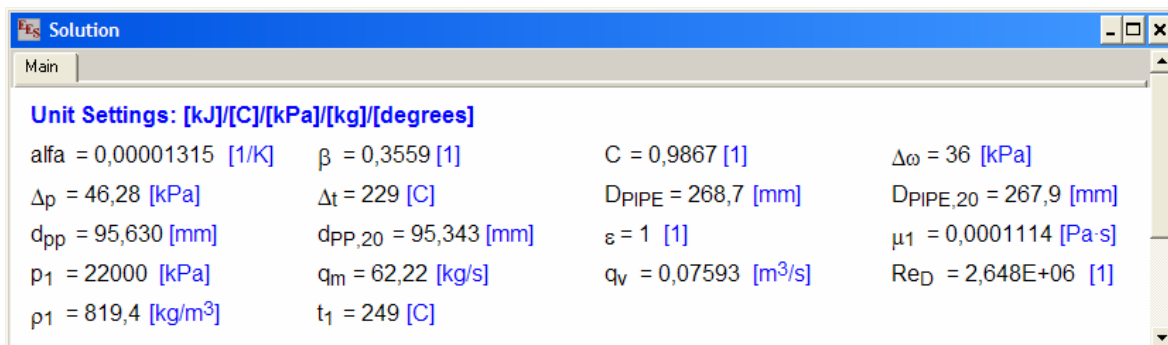 EES Solution
Main
Unit Settings: [kJ]/[C]/[kPa]/[kg]/[degrees]
alfa = 0,00001315 [1/K] β = 0,3559 [1] C = 0,9867 [1] Δω = 36 [kPa]
Δp = 46,28 [kPa] Δt = 229 [C] DPIPE = 268,7 [mm] DPIPE,20 = 267,9 [mm]
dpp = 95,630 [mm] dPP,20 = 95,343 [mm] ε = 1 [1] μ1 = 0,0001114 [Pa·s]
p1 = 22000 [kPa] qm = 62,22 [kg/s] qv = 0,07593 [m³/s] ReD = 2,648E+06 [1]
ρ1 = 819,4 [kg/m³] t1 = 249 [C]